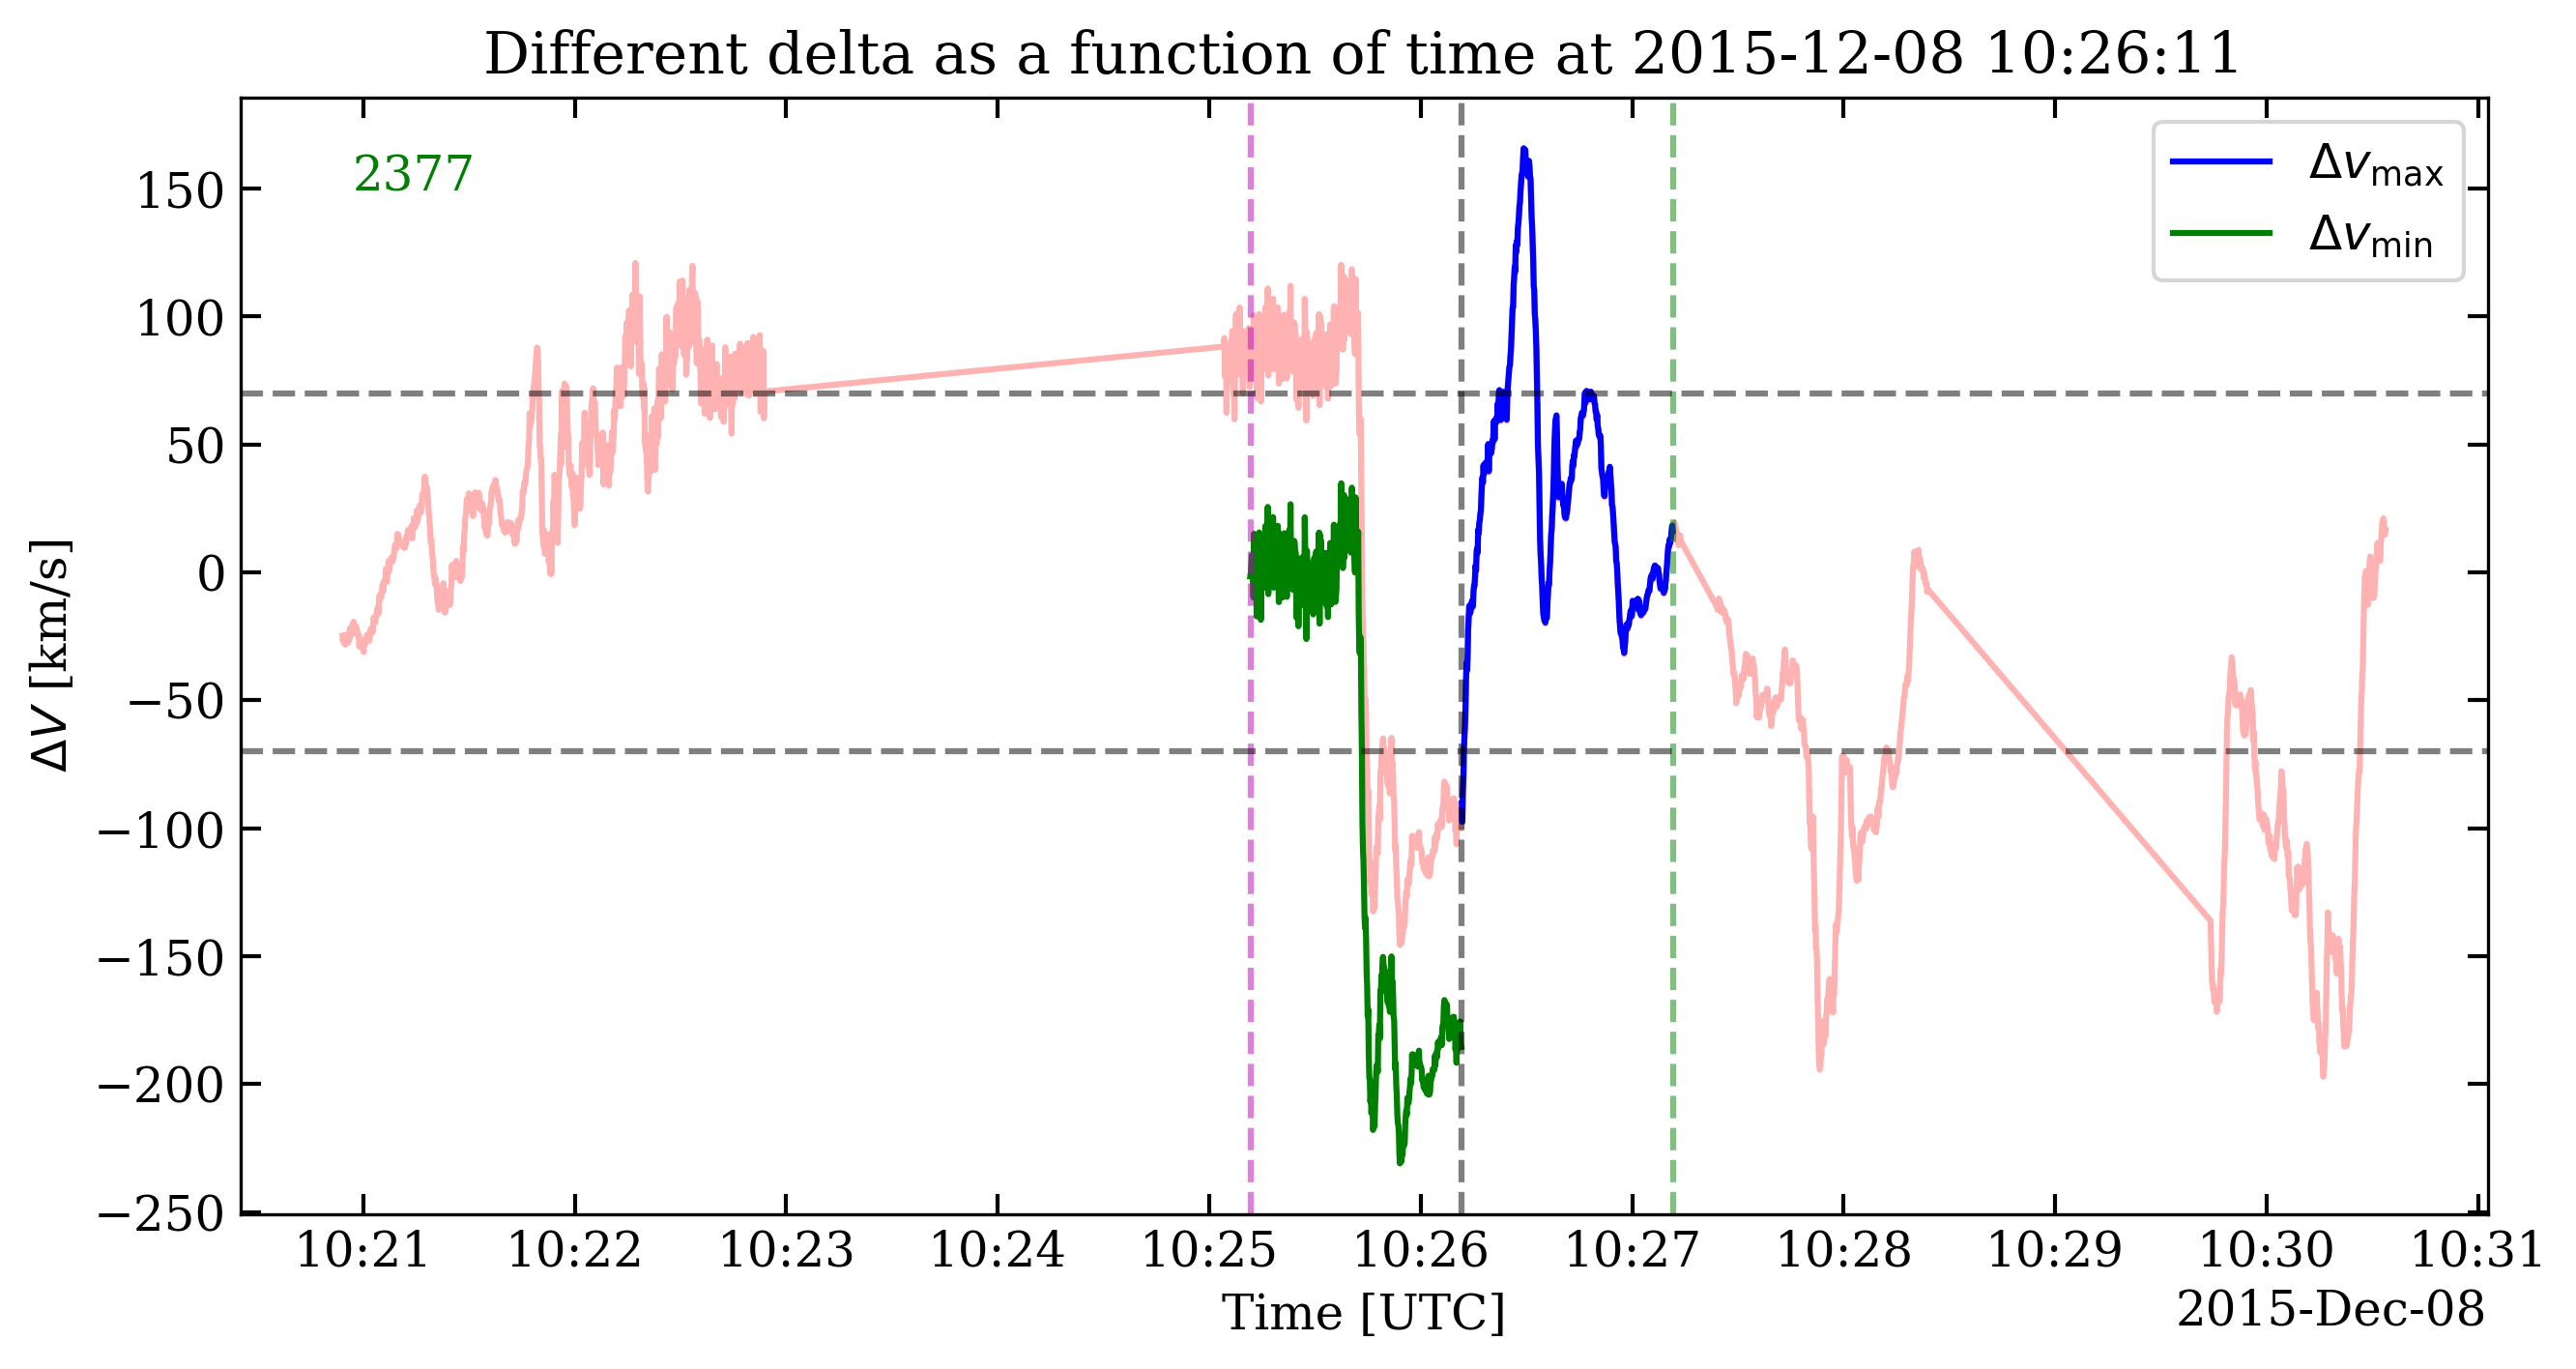 Different delta as a function of time at 2015-12-08 10:26:11
2377
Δv_max
Δv_min
150
100
50
0
−50
−100
−150
−200
−250
ΔV [km/s]
10:21 10:22 10:23 10:24 10:25 10:26 10:27 10:28 10:29 10:30 10:31
Time [UTC]
2015-Dec-08